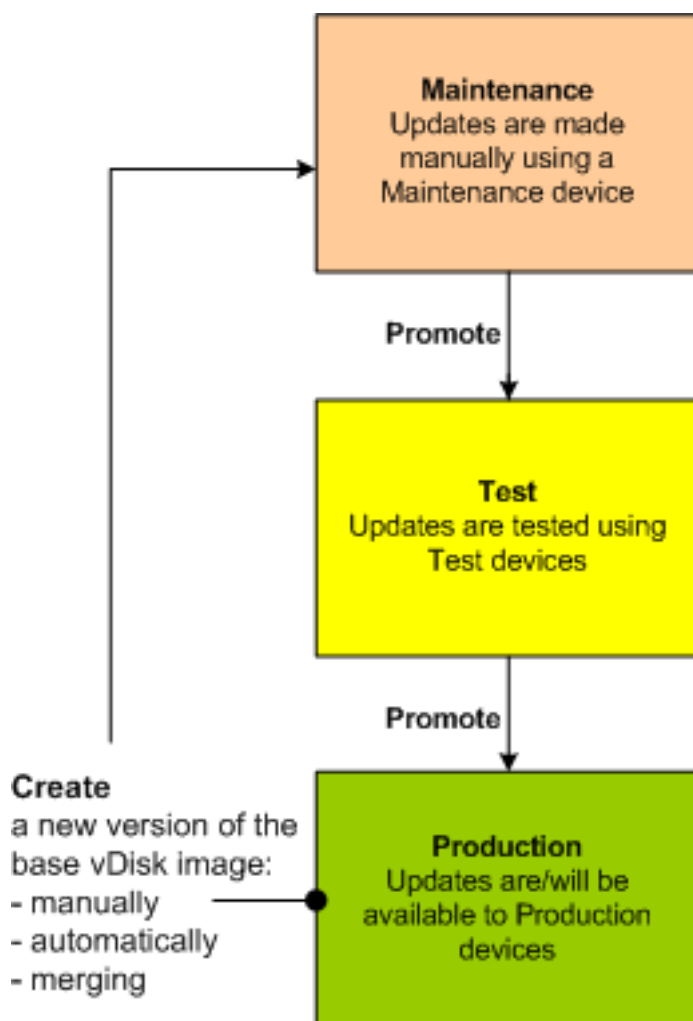 Maintenance
Updates are made
manually using a
Maintenance device
Promote
Test
Updates are tested using
Test devices
Promote
Create
a new version of the
base vDisk image:
- manually
- automatically
- merging
Production
Updates are/will be
available to Production
devices